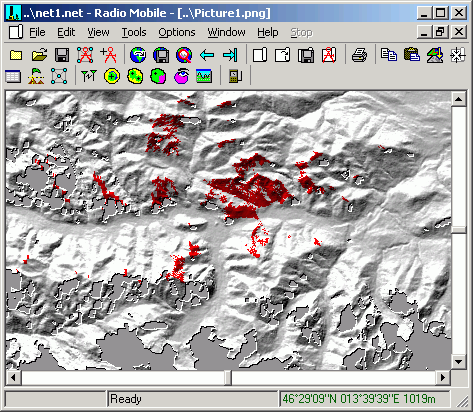 ..\net1.net - Radio Mobile - [..\Picture1.png]
File Edit View Tools Options Window Help Stop
Ready
46°29'09"N 013°39'39"E 1019m